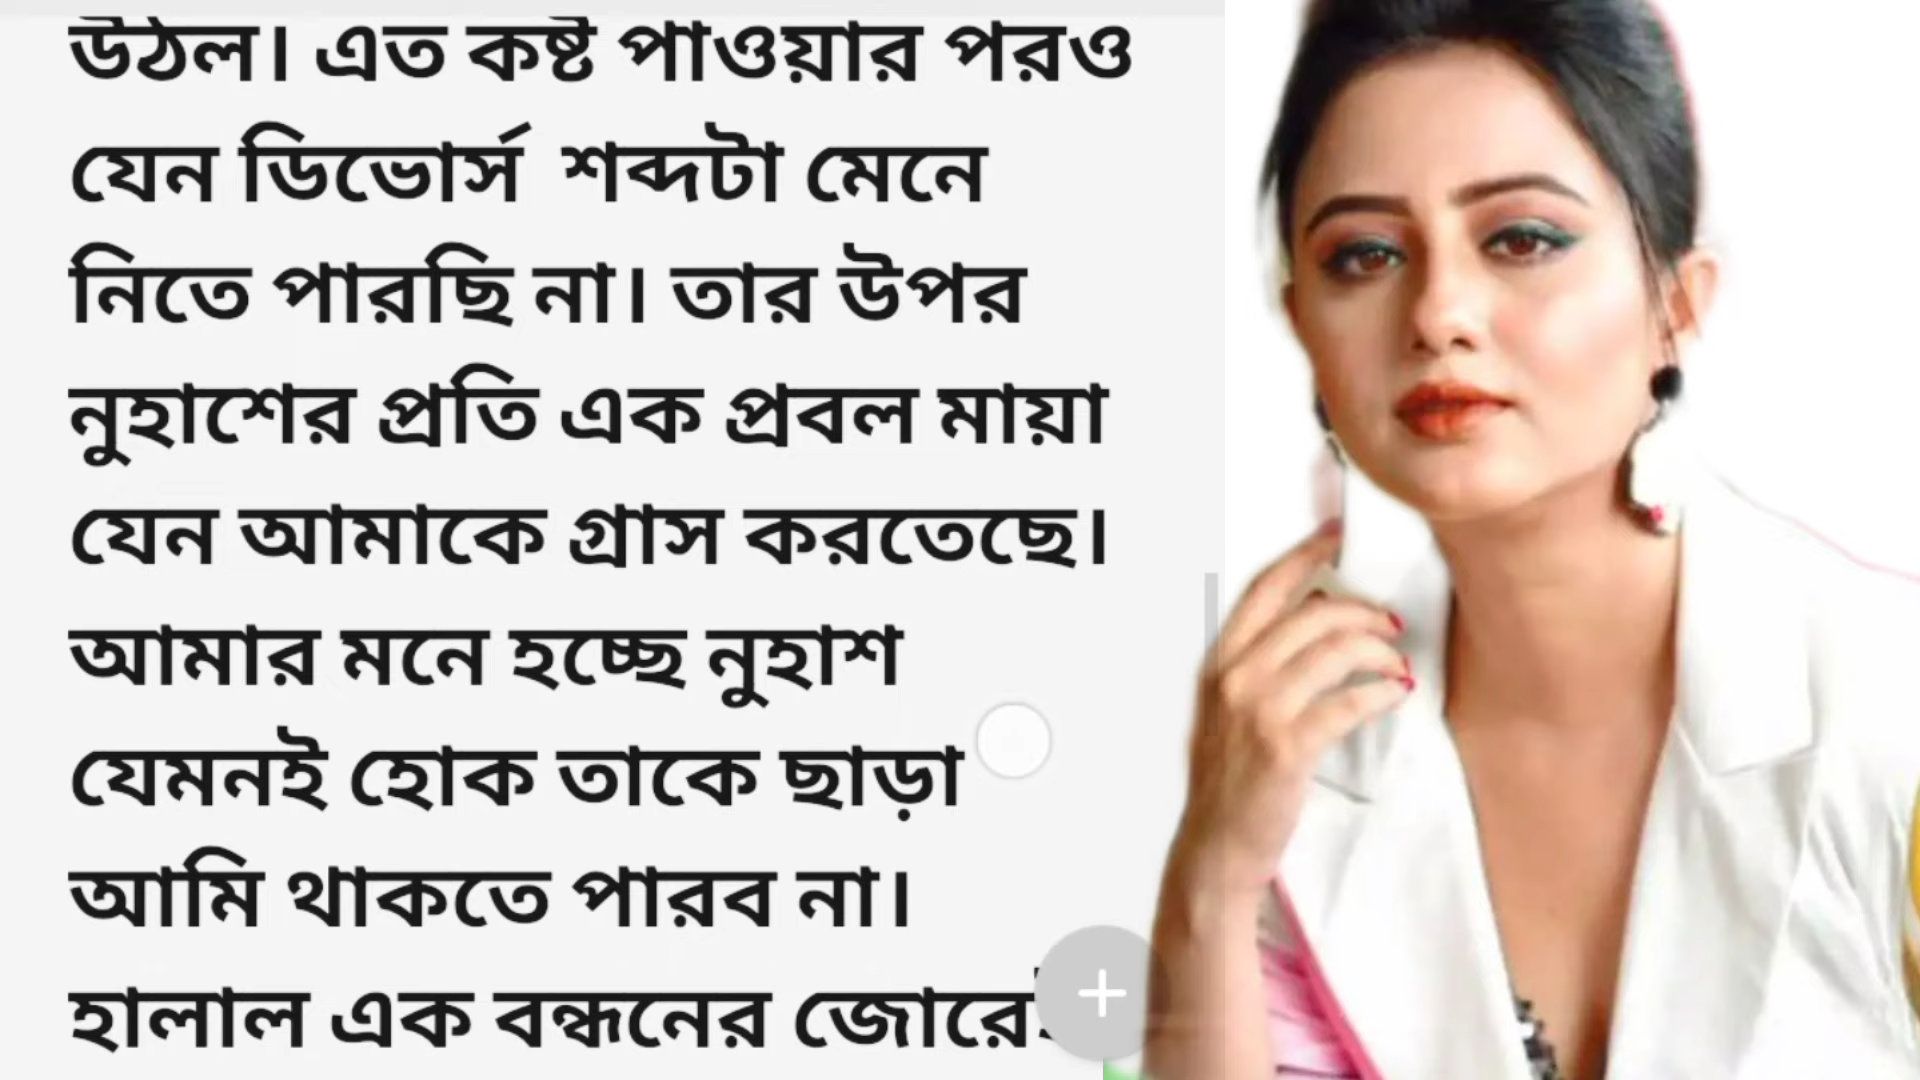 উঠল। এত কষ্ট পাওয়ার পরও
যেন ডিভোর্স শব্দটা মেনে
নিতে পারছি না। তার উপর
নুহাশের প্রতি এক প্রবল মায়া
যেন আমাকে গ্রাস করতেছে।
আমার মনে হচ্ছে নুহাশ
যেমনই হোক তাকে ছাড়া
আমি থাকতে পারব না।
হালাল এক বন্ধনের